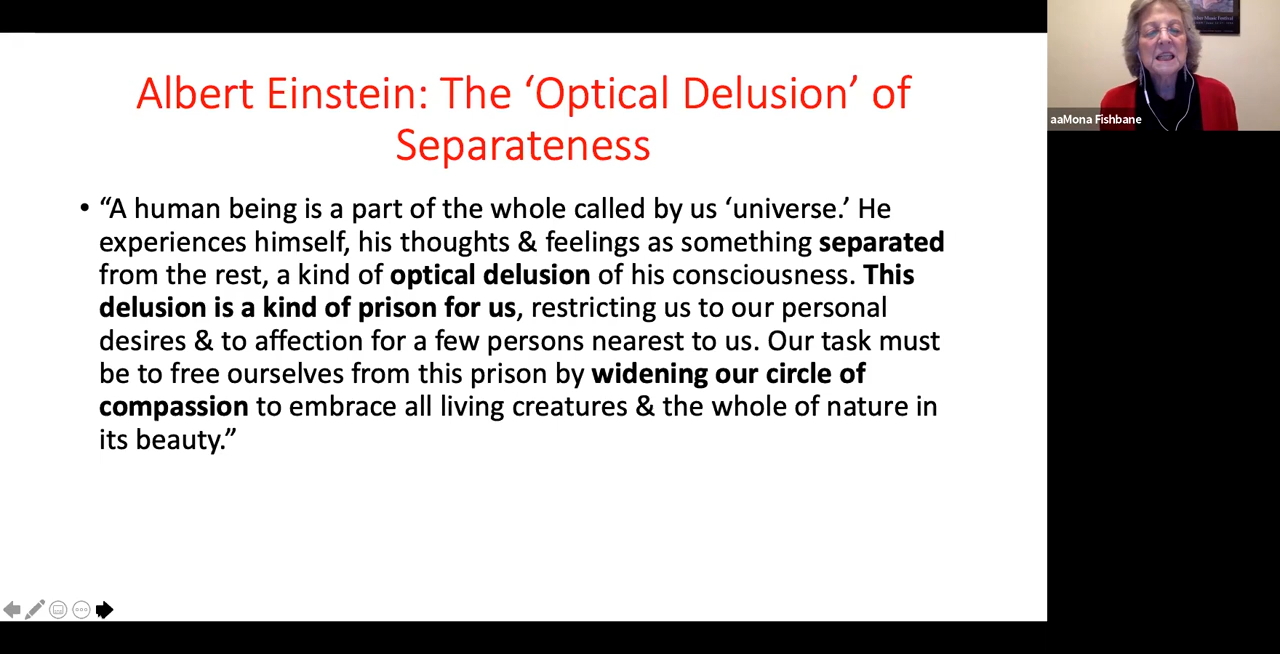 Albert Einstein: The ‘Optical Delusion’ of
Separateness
• “A human being is a part of the whole called by us ‘universe.’ He
experiences himself, his thoughts & feelings as something separated
from the rest, a kind of optical delusion of his consciousness. This
delusion is a kind of prison for us, restricting us to our personal
desires & to affection for a few persons nearest to us. Our task must
be to free ourselves from this prison by widening our circle of
compassion to embrace all living creatures & the whole of nature in
its beauty.”
Music Festival
aaMona Fishbane